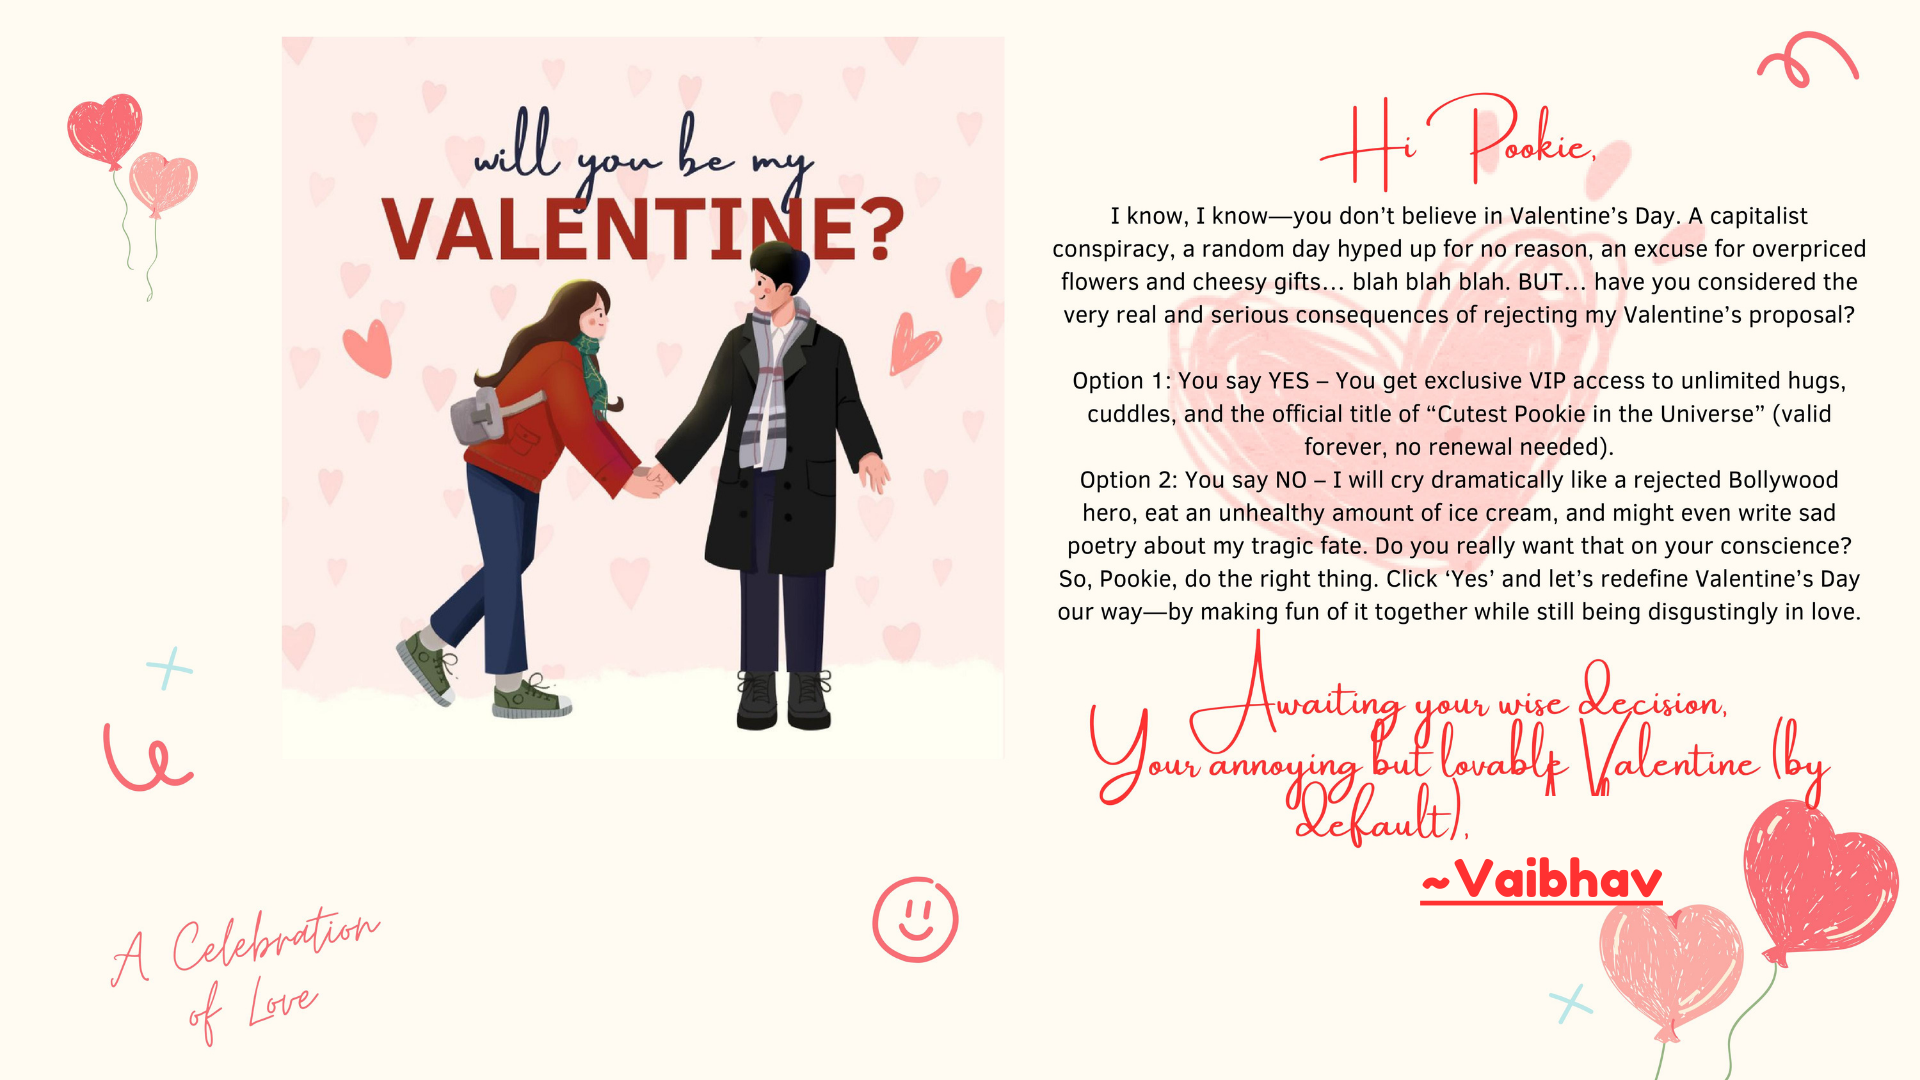 will you be my
VALENTINE?
Hi Pookie,
I know, I know—you don’t believe in Valentine’s Day. A capitalist
conspiracy, a random day hyped up for no reason, an excuse for overpriced
flowers and cheesy gifts… blah blah blah. BUT… have you considered the
very real and serious consequences of rejecting my Valentine’s proposal?
Option 1: You say YES – You get exclusive VIP access to unlimited hugs,
cuddles, and the official title of “Cutest Pookie in the Universe” (valid
forever, no renewal needed).
Option 2: You say NO – I will cry dramatically like a rejected Bollywood
hero, eat an unhealthy amount of ice cream, and might even write sad
poetry about my tragic fate. Do you really want that on your conscience?
So, Pookie, do the right thing. Click ‘Yes’ and let’s redefine Valentine’s Day
our way—by making fun of it together while still being disgustingly in love.
Awaiting your wise decision,
Your annoying but lovable Valentine (by
default),
~Vaibhav
A Celebration
of Love